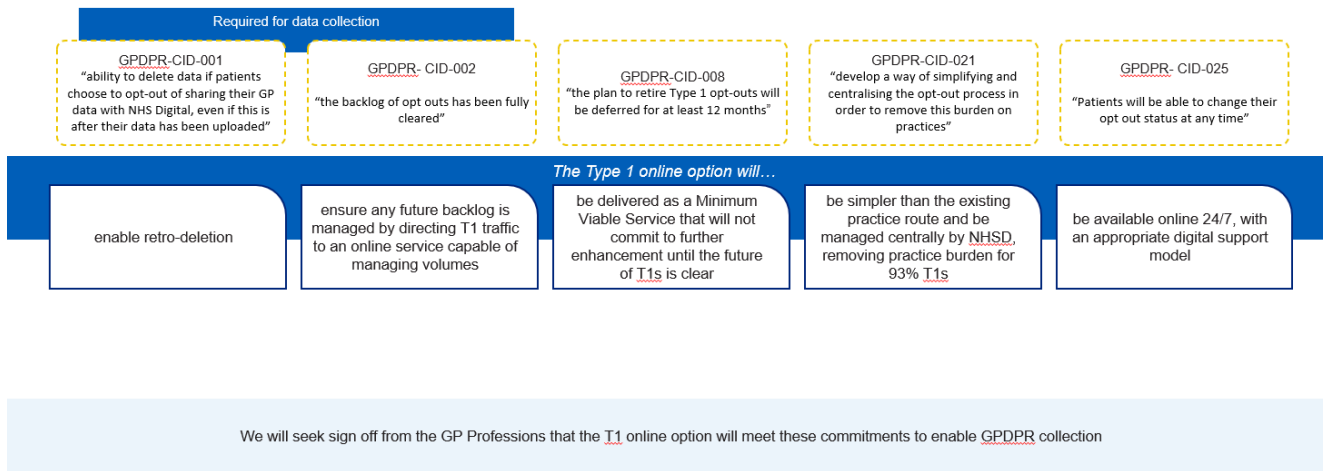 Required for data collection
GPDPR-CID-001
“ability to delete data if patients
choose to opt-out of sharing their GP
data with NHS Digital, even if this is
after their data has been uploaded”
GPDPR- CID-002
“the backlog of opt outs has been fully
cleared”
GPDPR-CID-008
“the plan to retire Type 1 opt-outs will
be deferred for at least 12 months”
GPDPR-CID-021
“develop a way of simplifying and
centralising the opt-out process in
order to remove this burden on
practices”
GPDPR- CID-025
“Patients will be able to change their
opt out status at any time”
The Type 1 online option will…
enable retro-deletion
ensure any future backlog is
managed by directing T1 traffic
to an online service capable of
managing volumes
be delivered as a Minimum
Viable Service that will not
commit to further
enhancement until the future
of T1s is clear
be simpler than the existing
practice route and be
managed centrally by NHSD,
removing practice burden for
93% T1s
be available online 24/7, with
an appropriate digital support
model
We will seek sign off from the GP Professions that the T1 online option will meet these commitments to enable GPDPR collection